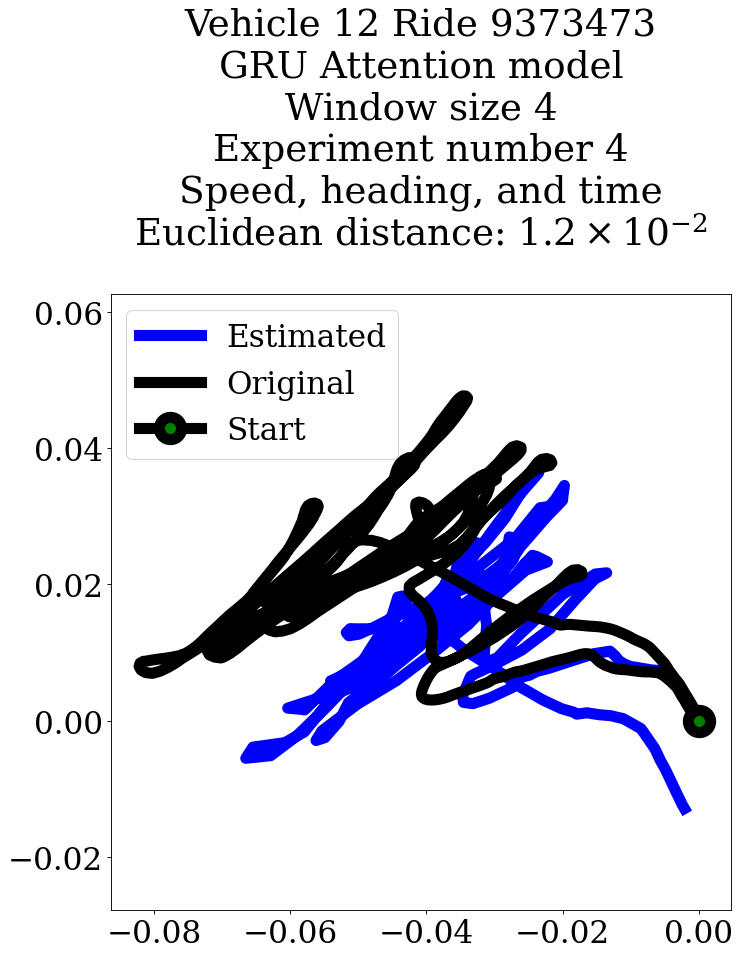 Vehicle 12 Ride 9373473
GRU Attention model
Window size 4
Experiment number 4
Speed, heading, and time
Euclidean distance: 1.2 × 10⁻²
Estimated
Original
Start
0.06
0.04
0.02
0.00
−0.02
−0.08 −0.06 −0.04 −0.02 0.00